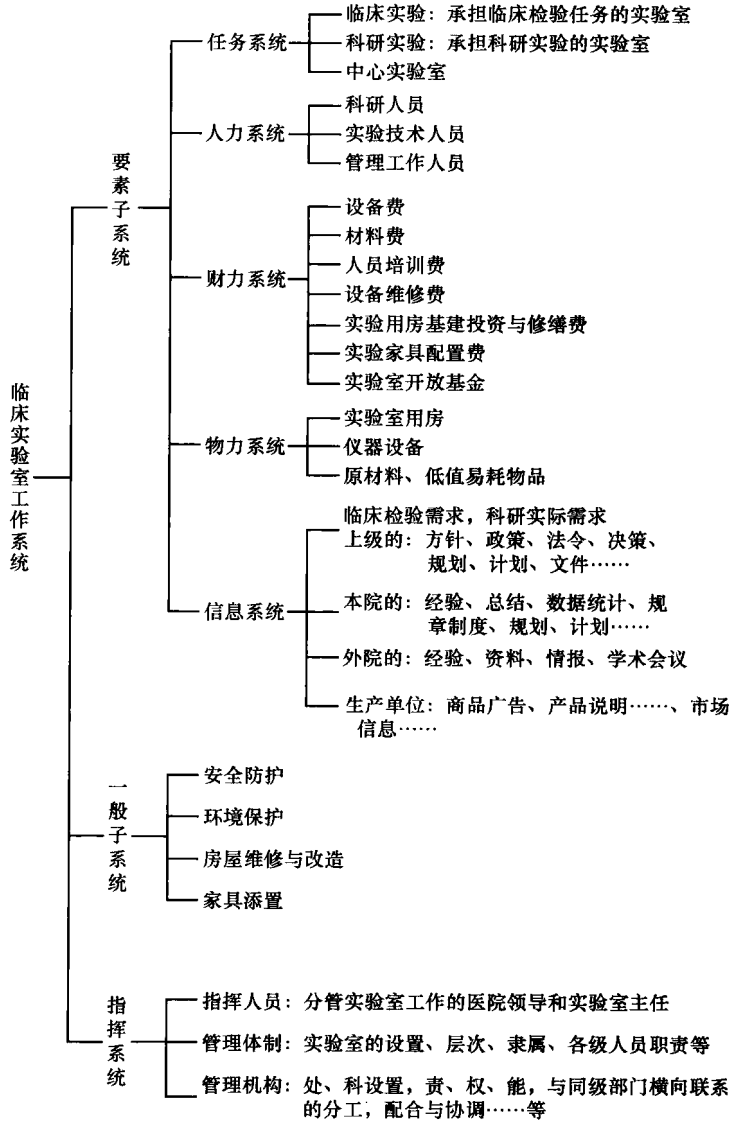 临床实验室工作系统
要素子系统
任务系统
临床实验：承担临床检验任务的实验室
科研实验：承担科研实验的实验室
中心实验室
人力系统
科研人员
实验技术人员
管理工作人员
财力系统
设备费
材料费
人员培训费
设备维修费
实验用房基建投资与修缮费
实验家具配置费
实验室开放基金
物力系统
实验室用房
仪器设备
原材料、低值易耗物品
信息系统
临床检验需求，科研实际需求
上级的：方针、政策、法令、决策、
规划、计划、文件……
本院的：经验、总结、数据统计、规
章制度、规划、计划……
外院的：经验、资料、情报、学术会议
生产单位：商品广告、产品说明……、市场
信息……
一般子系统
安全防护
环境保护
房屋维修与改造
家具添置
指挥系统
指挥人员：分管实验室工作的医院领导和实验室主任
管理体制：实验室的设置、层次、隶属、各级人员职责等
管理机构：处、科设置，责、权、能，与同级部门横向联系
的分工，配合与协调……等